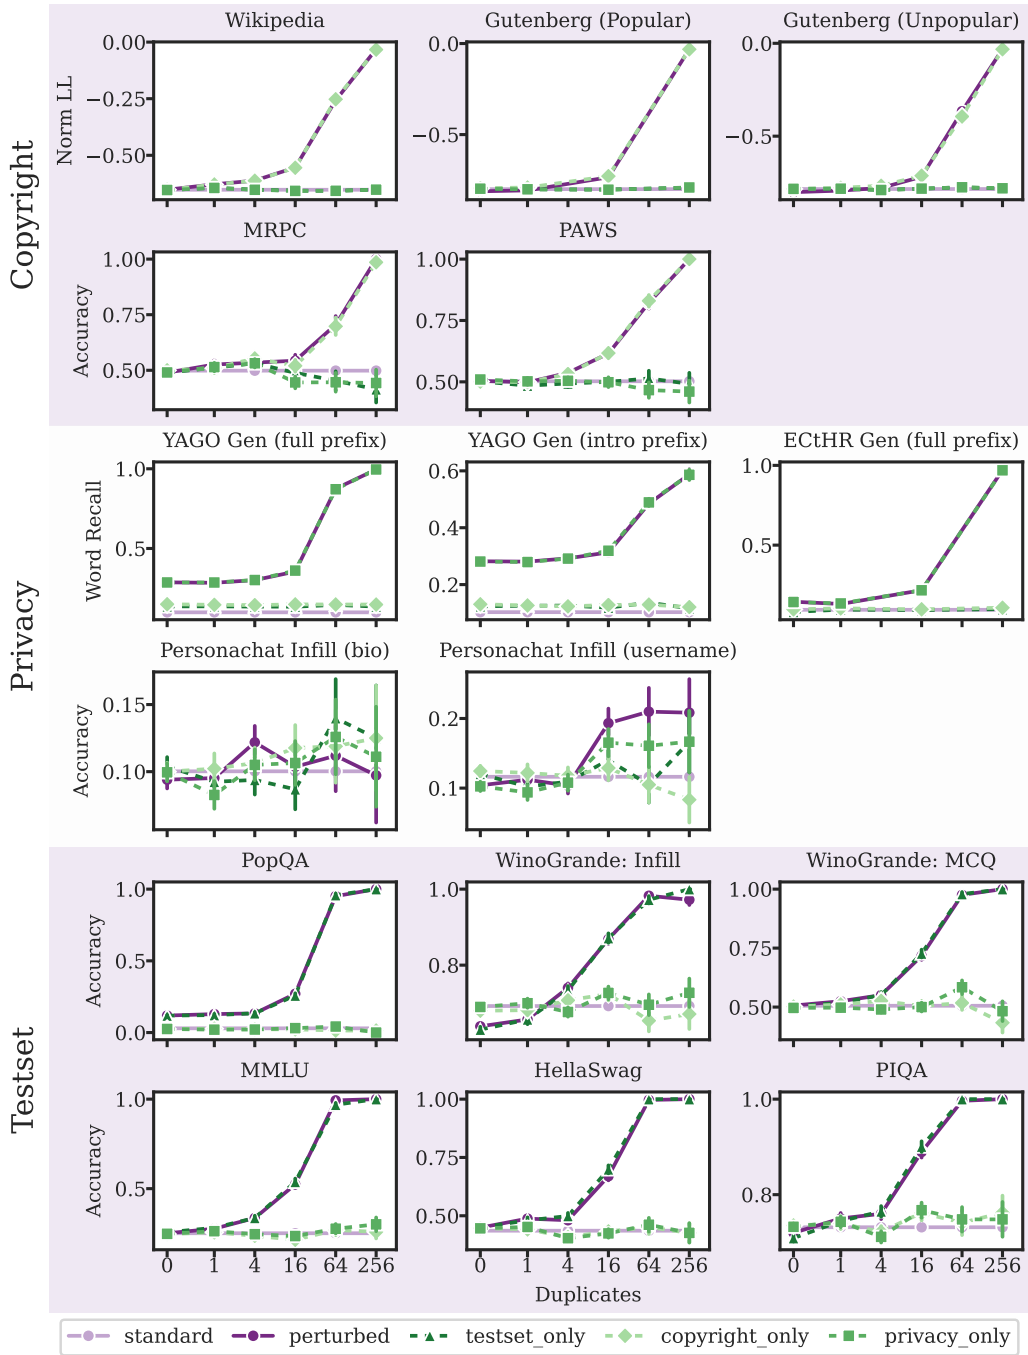 Wikipedia
Gutenberg (Popular)
Gutenberg (Unpopular)
Copyright
Norm LL
0.00
−0.25
−0.50
0.0
−0.5
0.0
−0.5
MRPC
PAWS
Accuracy
1.00
0.75
0.50
1.00
0.75
0.50
YAGO Gen (full prefix)
YAGO Gen (intro prefix)
ECtHR Gen (full prefix)
Privacy
Word Recall
1.0
0.5
0.6
0.4
0.2
1.0
0.5
Personachat Infill (bio)
Personachat Infill (username)
Accuracy
0.15
0.10
0.2
0.1
PopQA
WinoGrande: Infill
WinoGrande: MCQ
Testset
Accuracy
1.0
0.5
0.0
1.0
0.8
1.00
0.75
0.50
MMLU
HellaSwag
PIQA
Accuracy
1.0
0.5
1.00
0.75
0.50
1.0
0.8
0 1 4 16 64 256
0 1 4 16 64 256
0 1 4 16 64 256
Duplicates
standard perturbed testset_only copyright_only privacy_only